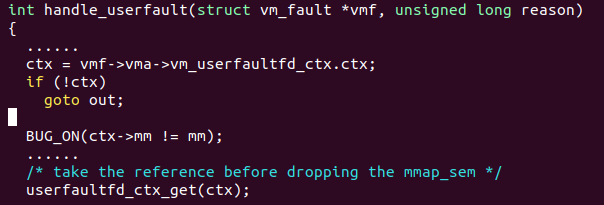 int handle_userfault(struct vm_fault *vmf, unsigned long reason)
{
  ......
  ctx = vmf->vma->vm_userfaultfd_ctx.ctx;
  if (!ctx)
    goto out;
  BUG_ON(ctx->mm != mm);
  ......
  /* take the reference before dropping the mmap_sem */
  userfaultfd_ctx_get(ctx);